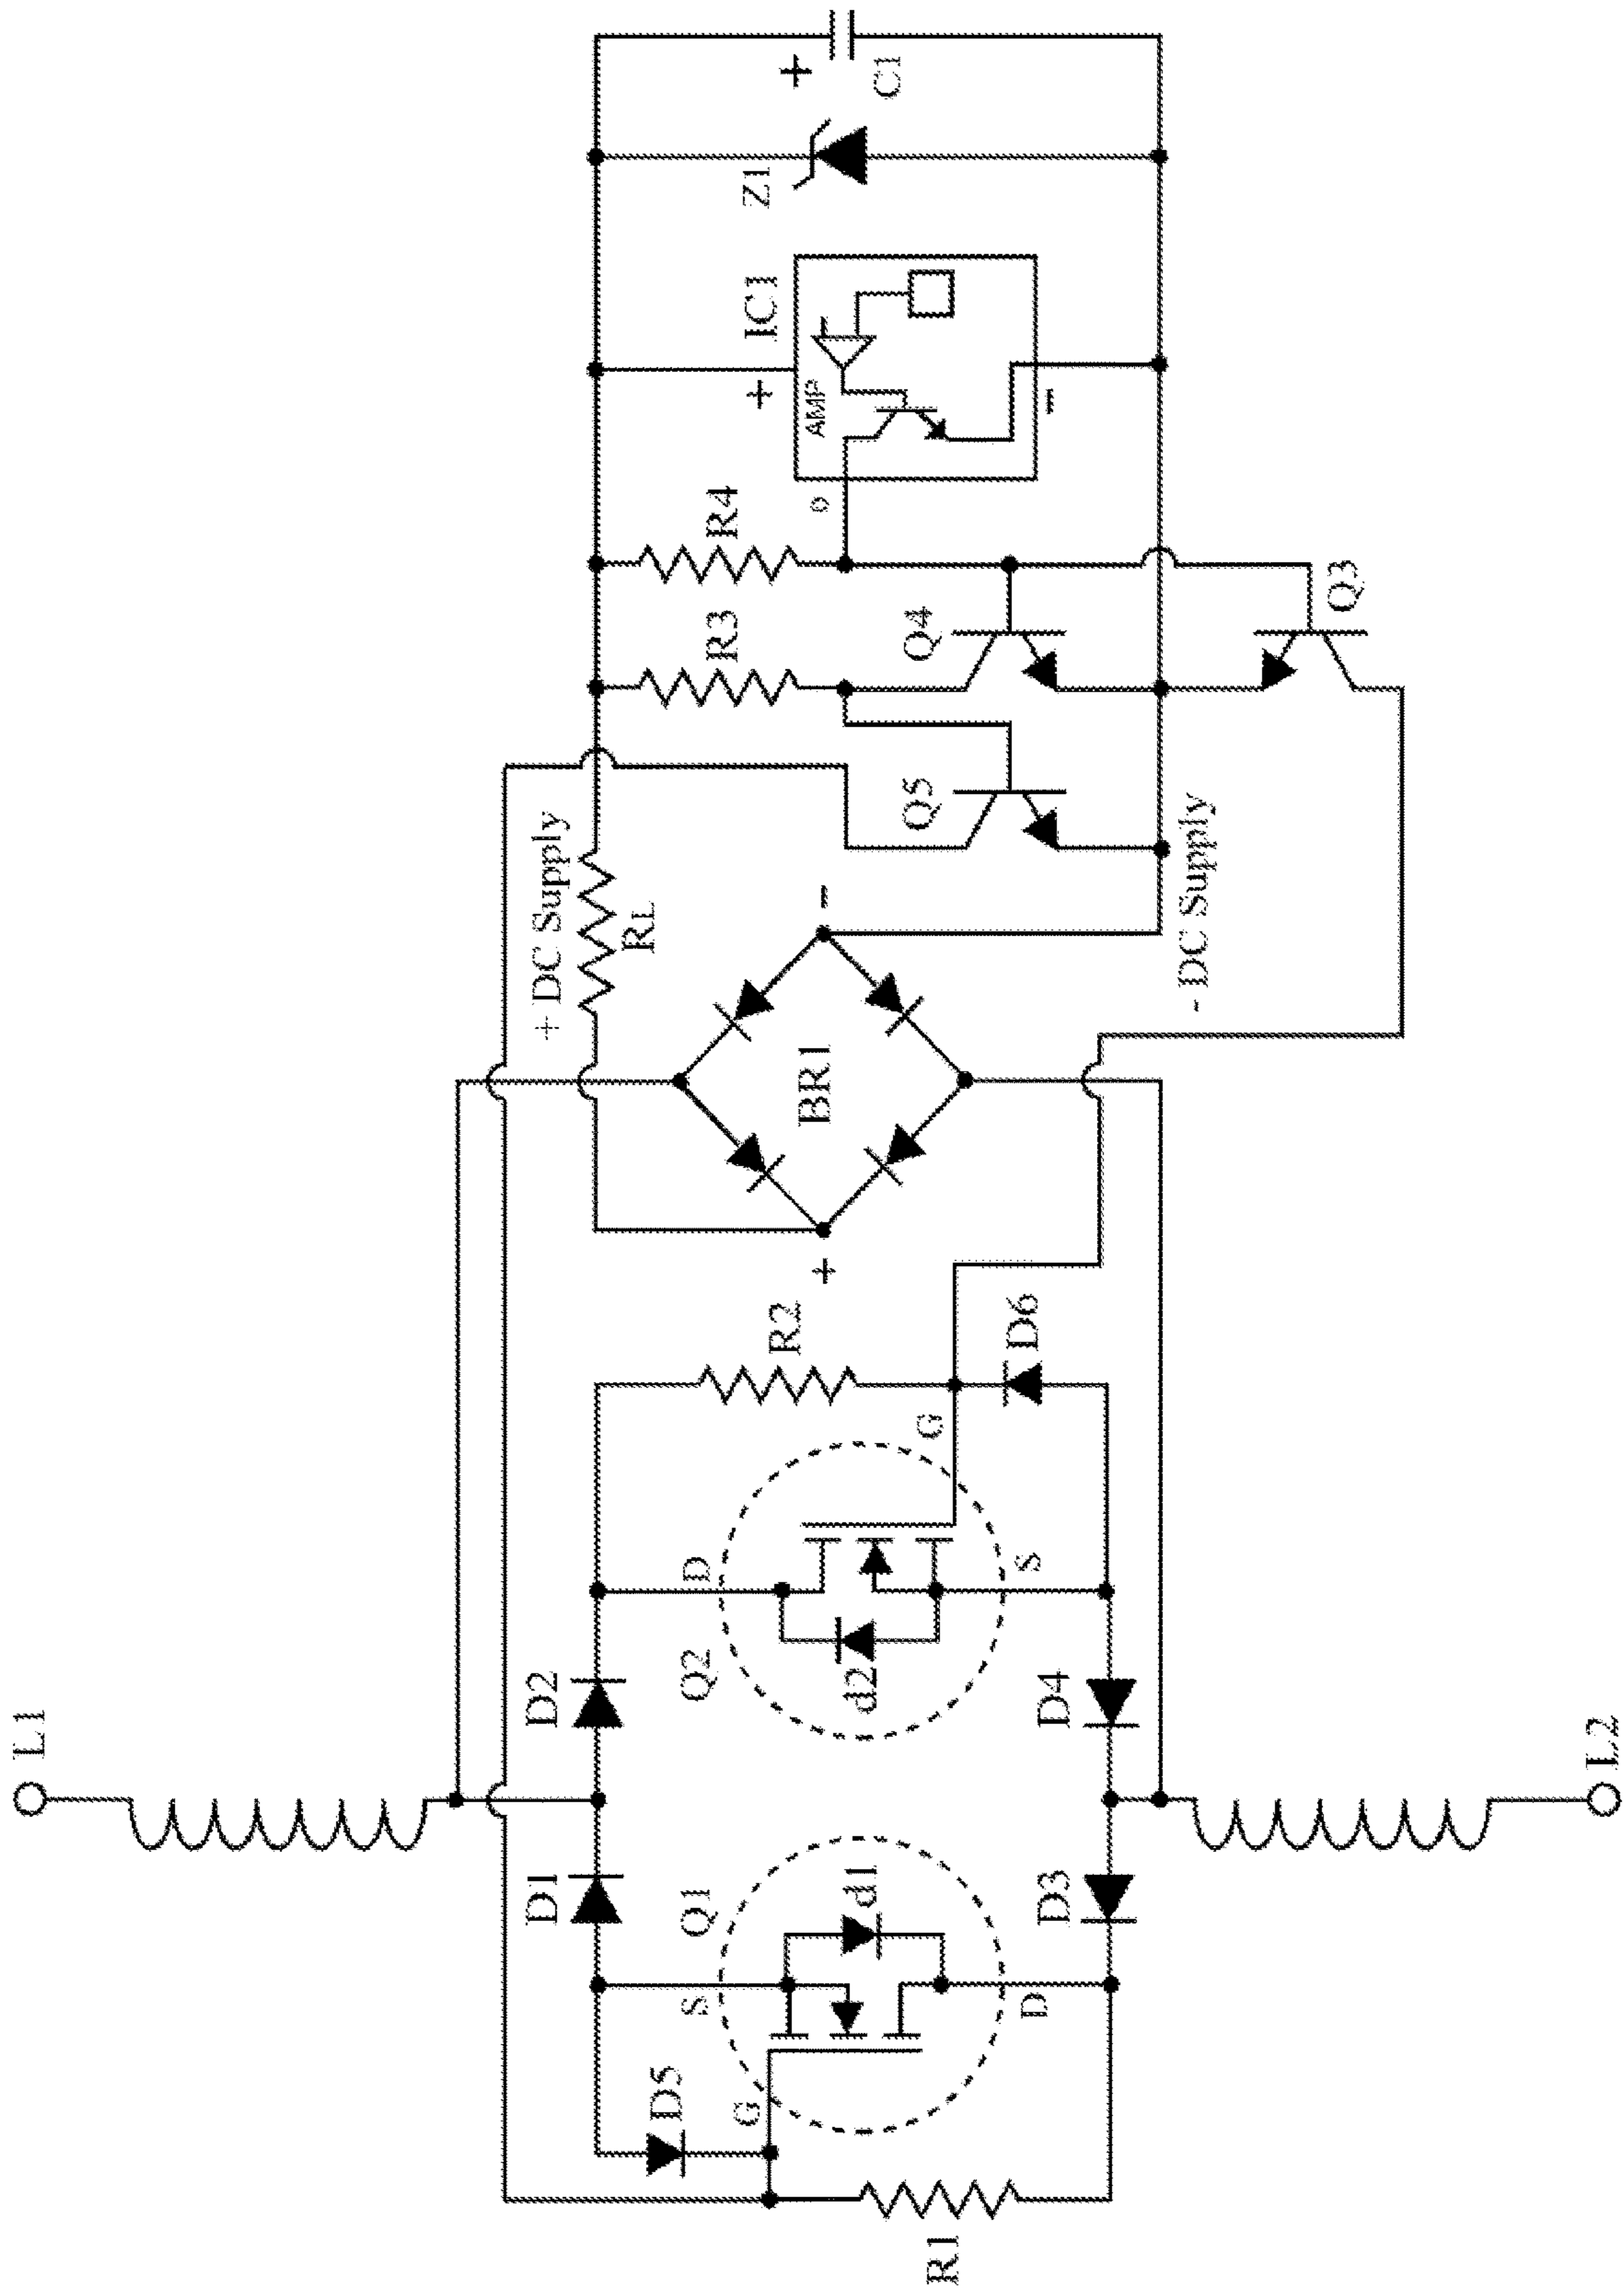 L1
L2
D1
D2
D3
D4
D5
D6
Q1
Q2
d1
d2
S
D
G
D
S
G
R1
R2
+
-
BR1
+ DC Supply
RL
- DC Supply
Q5
Q4
Q3
R3
R4
o
IC1
+
AMP
-
-
Z1
+
C1